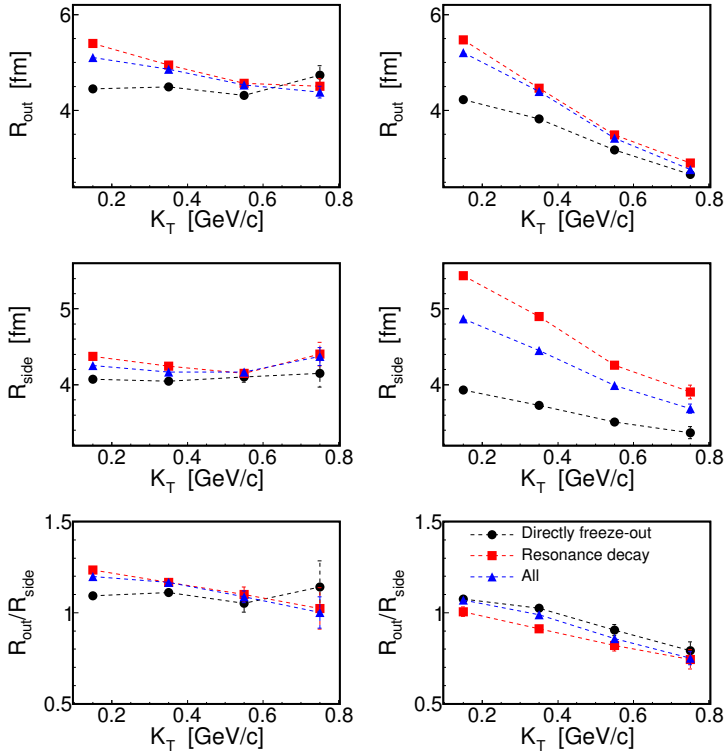 6
4
R_out [fm]
0.2 0.4 0.6 0.8
K_T [GeV/c]
6
4
R_out [fm]
0.2 0.4 0.6 0.8
K_T [GeV/c]
5
4
R_side [fm]
0.2 0.4 0.6 0.8
K_T [GeV/c]
5
4
R_side [fm]
0.2 0.4 0.6 0.8
K_T [GeV/c]
1.5
1
0.5
R_out/R_side
0.2 0.4 0.6 0.8
K_T [GeV/c]
1.5
1
0.5
R_out/R_side
Directly freeze-out
Resonance decay
All
0.2 0.4 0.6 0.8
K_T [GeV/c]